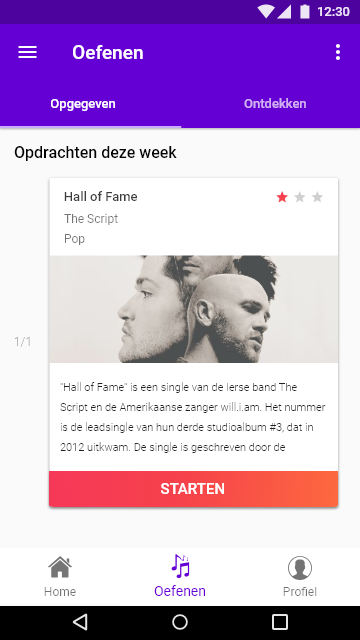 12:30
Oefenen
Opgegeven
Ontdekken
Opdrachten deze week
Hall of Fame
The Script
Pop
1/1
"Hall of Fame" is een single van de Ierse band The
Script en de Amerikaanse zanger will.i.am. Het nummer
is de leadsingle van hun derde studioalbum #3, dat in
2012 uitkwam. De single is geschreven door de
STARTEN
Home
Oefenen
Profiel